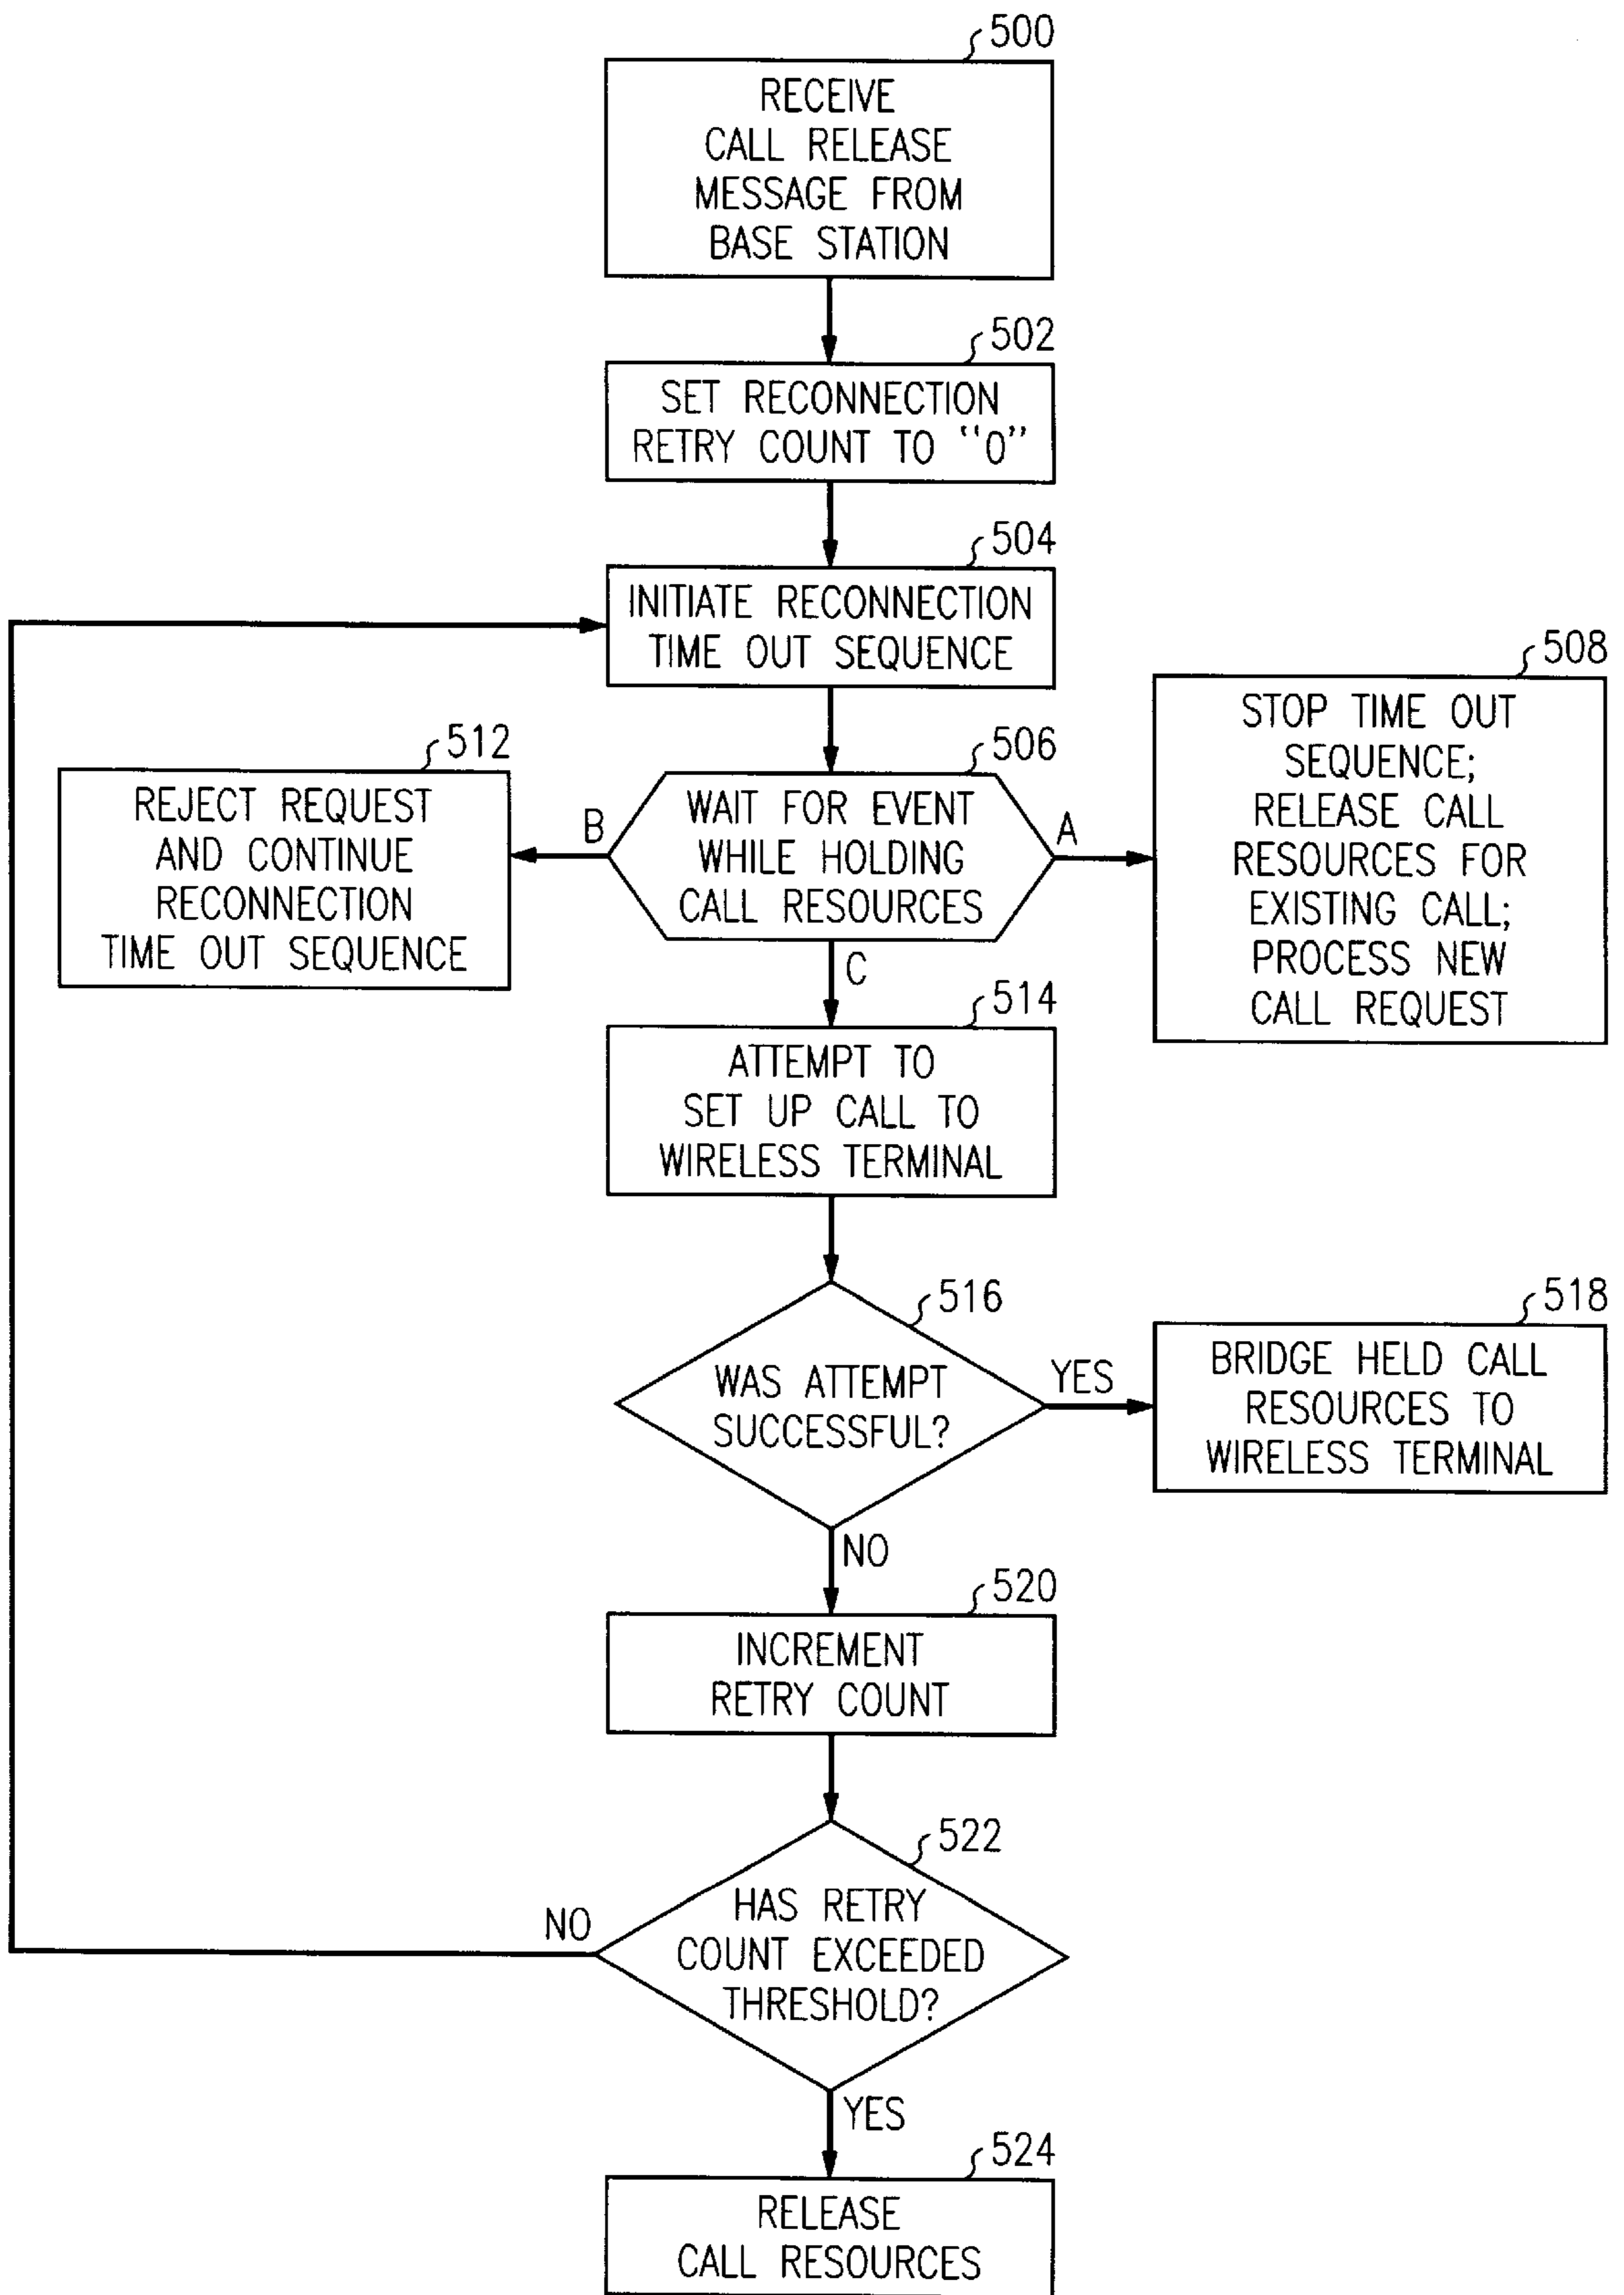 500
RECEIVE
CALL RELEASE
MESSAGE FROM
BASE STATION
502
SET RECONNECTION
RETRY COUNT TO “0”
504
INITIATE RECONNECTION
TIME OUT SEQUENCE
508
STOP TIME OUT
SEQUENCE;
RELEASE CALL
RESOURCES FOR
EXISTING CALL;
PROCESS NEW
CALL REQUEST
512
REJECT REQUEST
AND CONTINUE
RECONNECTION
TIME OUT SEQUENCE
B
506
WAIT FOR EVENT
WHILE HOLDING
CALL RESOURCES
A
C
514
ATTEMPT TO
SET UP CALL TO
WIRELESS TERMINAL
516
WAS ATTEMPT
SUCCESSFUL?
YES
518
BRIDGE HELD CALL
RESOURCES TO
WIRELESS TERMINAL
NO
520
INCREMENT
RETRY COUNT
522
HAS RETRY
COUNT EXCEEDED
THRESHOLD?
NO
YES
524
RELEASE
CALL RESOURCES